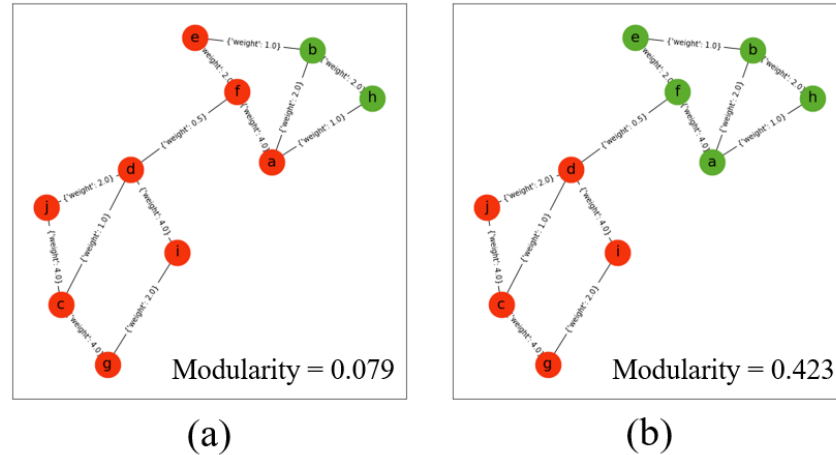 e
{'weight': 1.0}
b
weight': 2.0
{'weight': 2.0}
f
h
{'weight': 4.0}
{'weight': 2.0}
{'weight': 1.0}
{'weight': 0.5}
a
d
{'weight': 2.0}
j
{'weight': 1.0}
{'weight': 4.0}
{'weight': 4.0}
i
{'weight': 2.0}
c
{'weight': 4.0}
g
Modularity = 0.079
(a)
e
{'weight': 1.0}
b
weight': 2.0
{'weight': 2.0}
f
h
{'weight': 4.0}
{'weight': 2.0}
{'weight': 1.0}
{'weight': 0.5}
a
d
{'weight': 2.0}
j
{'weight': 1.0}
{'weight': 4.0}
{'weight': 4.0}
i
{'weight': 2.0}
c
{'weight': 4.0}
g
Modularity = 0.423
(b)